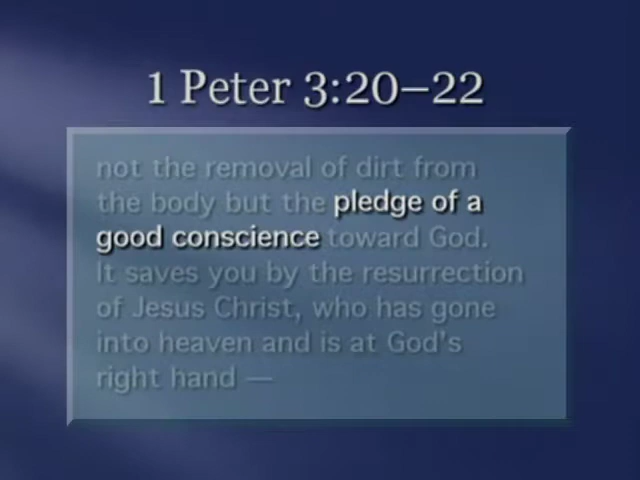 1 Peter 3:20–22
not the removal of dirt from
the body but the pledge of a
good conscience toward God.
It saves you by the resurrection
of Jesus Christ, who has gone
into heaven and is at God's
right hand —